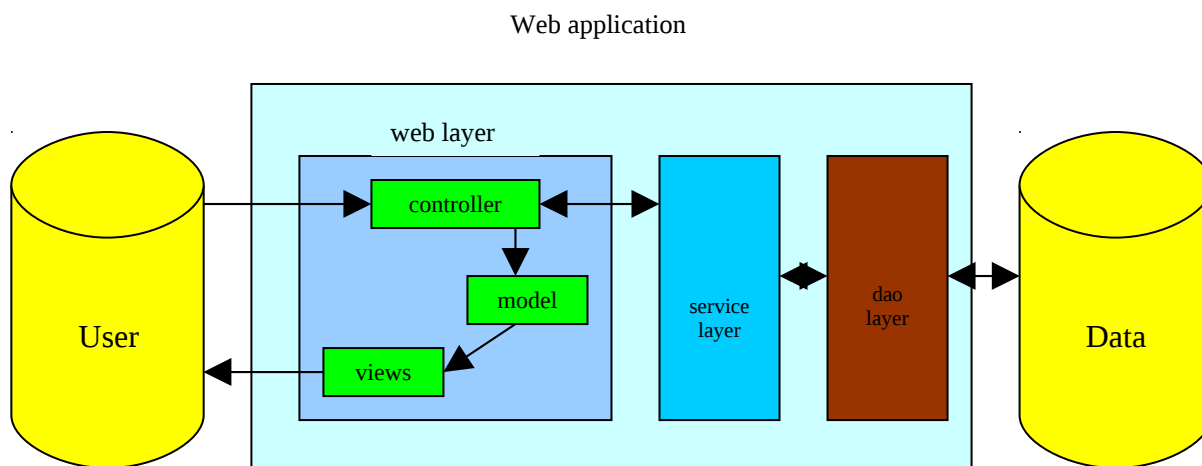 Web application
web layer
controller
model
views
User
service
layer
dao
layer
Data